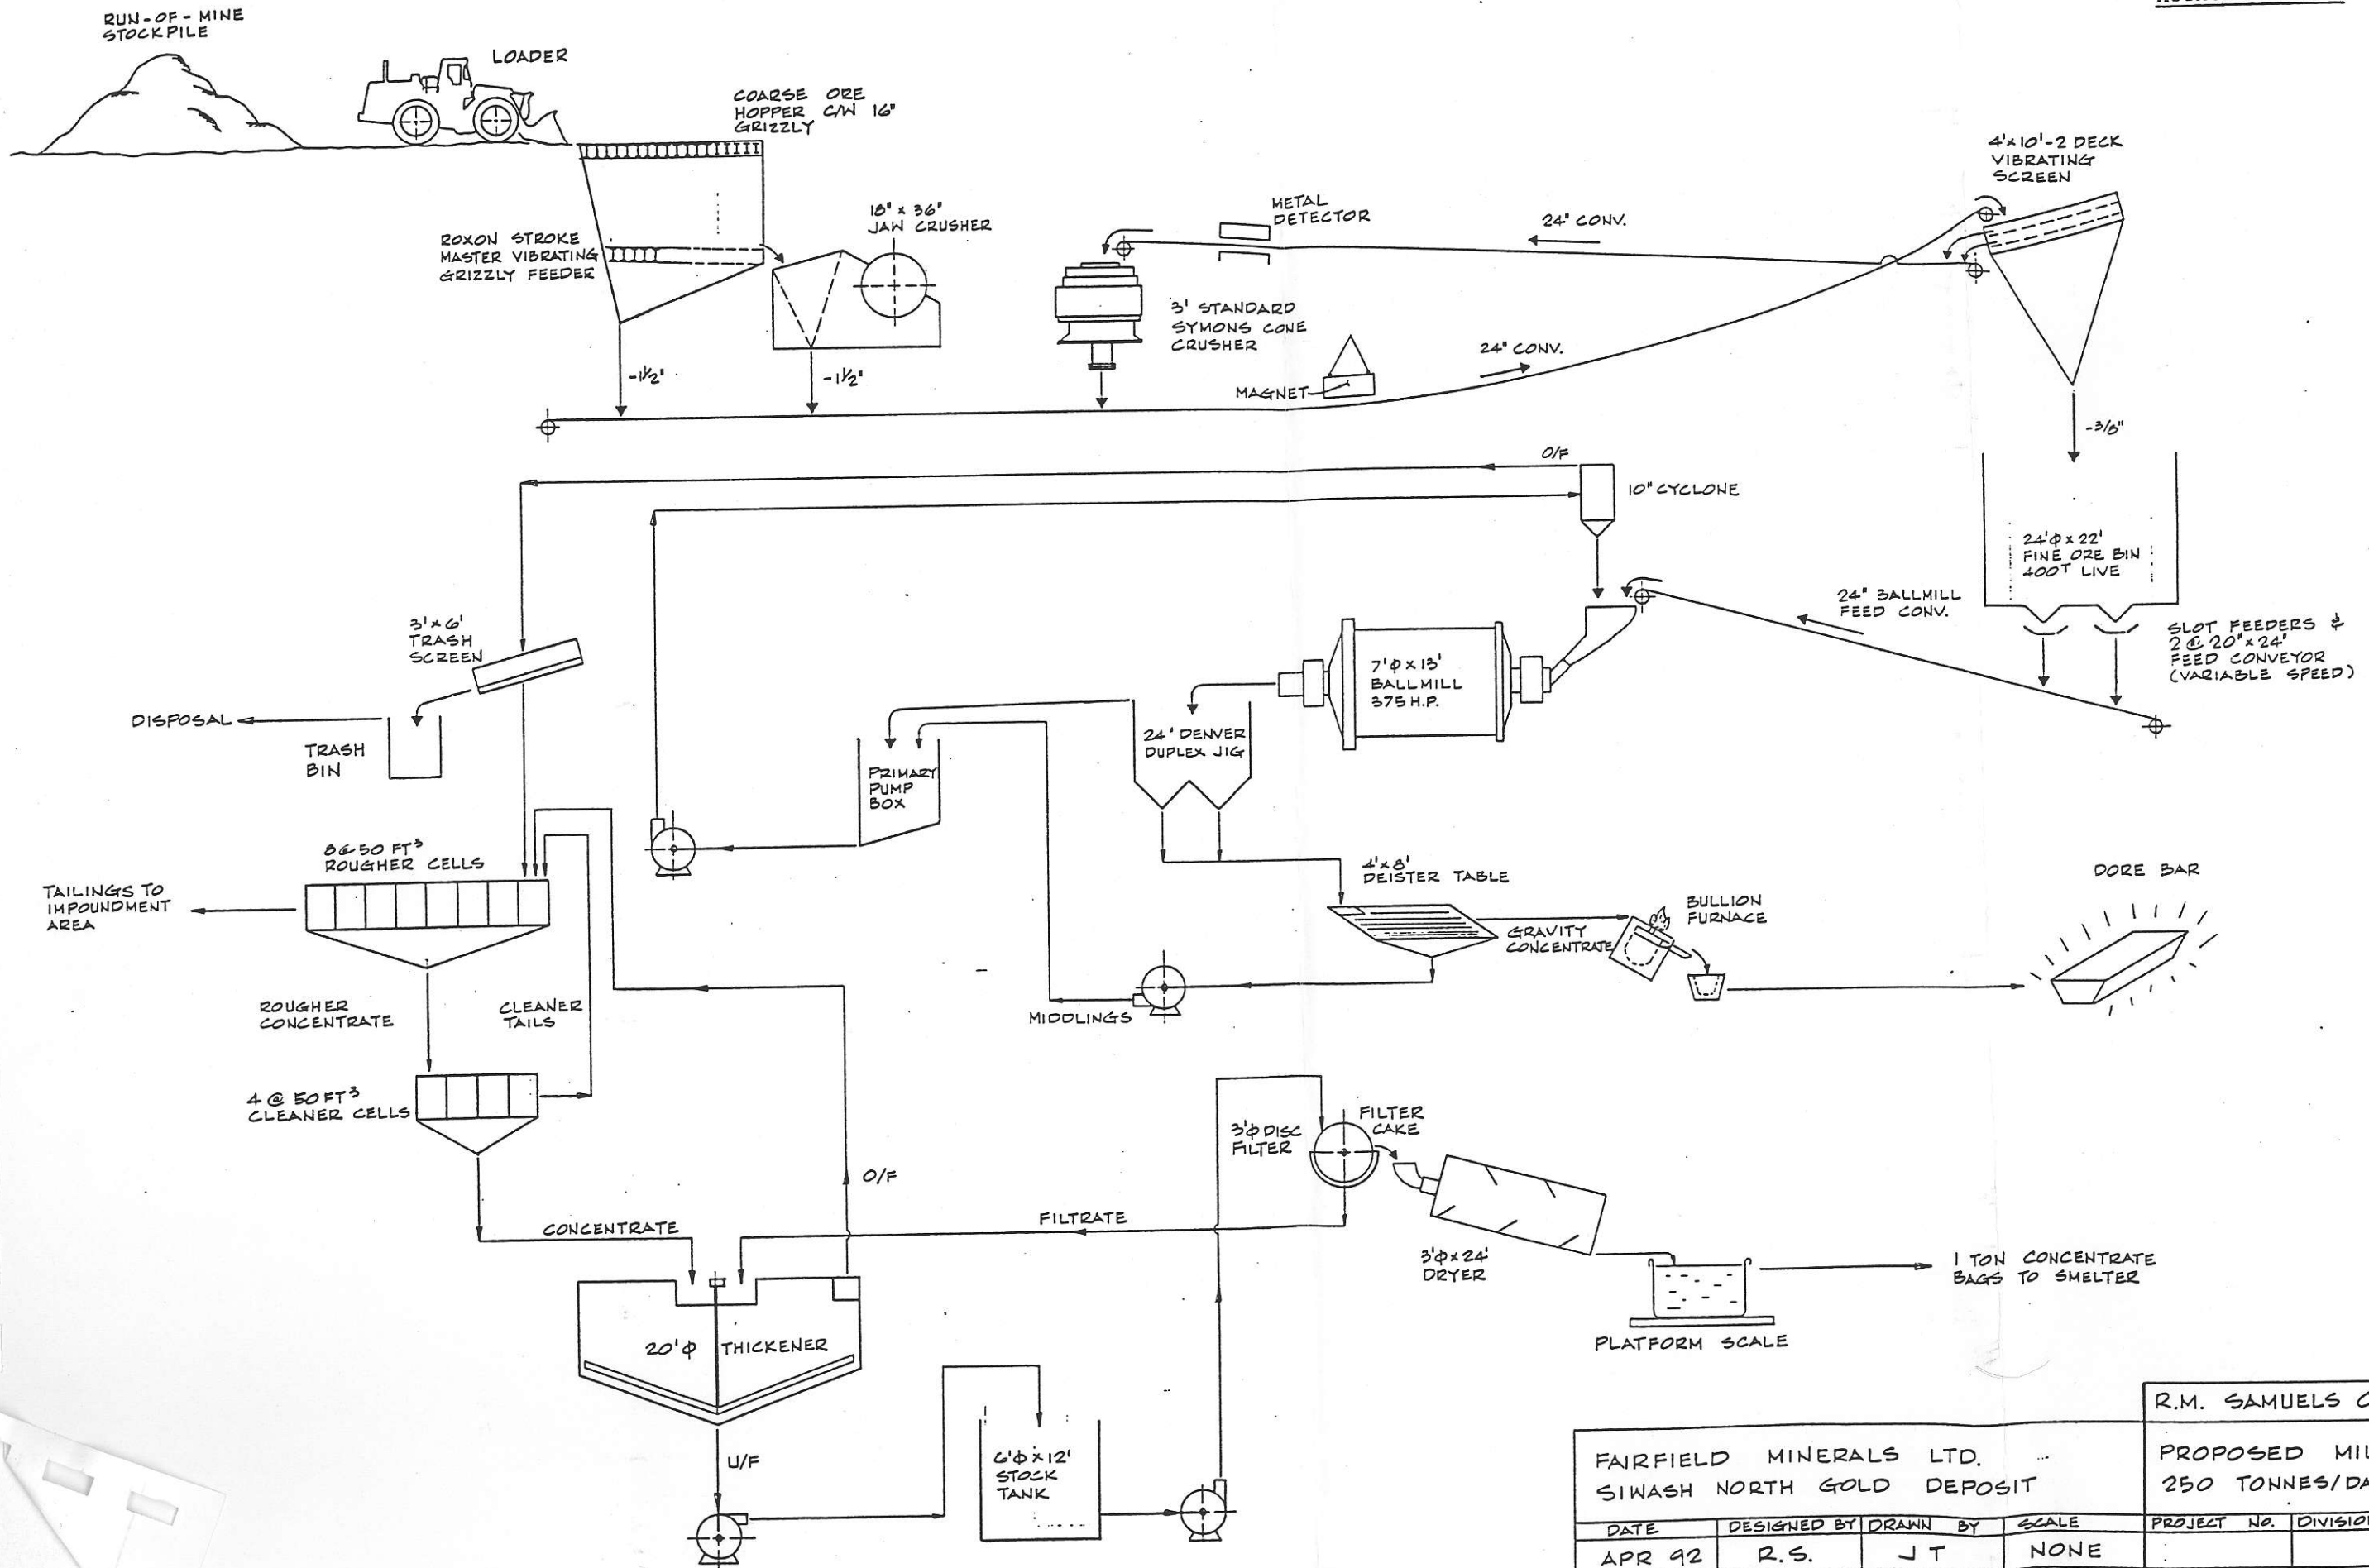 RUN-OF-MINE
STOCKPILE
LOADER
COARSE ORE
HOPPER C/W 16"
GRIZZLY
ROXON STROKE
MASTER VIBRATING
GRIZZLY FEEDER
18" x 36"
JAW CRUSHER
-1½"
-1½"
METAL
DETECTOR
24" CONV.
4'x10'-2 DECK
VIBRATING
SCREEN
3' STANDARD
SYMONS CONE
CRUSHER
24" CONV.
MAGNET
-3/8"
O/F
10" CYCLONE
24'φ x 22'
FINE ORE BIN
400T LIVE
24" BALLMILL
FEED CONV.
SLOT FEEDERS &
2 @ 20"x24"
FEED CONVEYOR
(VARIABLE SPEED)
3'x6'
TRASH
SCREEN
DISPOSAL
TRASH
BIN
7'φ x 13'
BALLMILL
375 H.P.
24" DENVER
DUPLEX JIG
PRIMARY
PUMP
BOX
8@50 FT³
ROUGHER CELLS
TAILINGS TO
IMPOUNDMENT
AREA
4'x8'
DEISTER TABLE
GRAVITY
CONCENTRATE
BULLION
FURNACE
DORE BAR
ROUGHER
CONCENTRATE
CLEANER
TAILS
MIDDLINGS
4 @ 50 FT³
CLEANER CELLS
O/F
3'φ DISC
FILTER
FILTER
CAKE
CONCENTRATE
FILTRATE
3'φx24'
DRYER
1 TON CONCENTRATE
BAGS TO SMELTER
PLATFORM SCALE
20'φ THICKENER
U/F
6'φx12'
STOCK
TANK
R.M. SAMUELS
FAIRFIELD MINERALS LTD.
SIWASH NORTH GOLD DEPOSIT
PROPOSED
250 TONNES/
DATE DESIGNED BY DRAWN BY SCALE PROJECT NO. DIVISION
APR 92 R.S. JT NONE